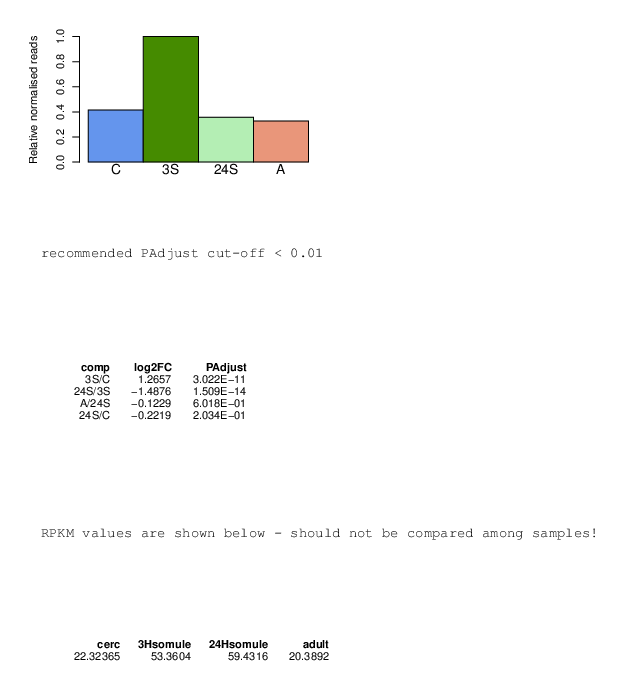 Relative normalised reads
1.0
0.8
0.6
0.4
0.2
0.0
C 3S 24S A
recommended PAdjust cut-off < 0.01
comp log2FC PAdjust
3S/C 1.2657 3.022E−11
24S/3S −1.4876 1.509E−14
A/24S −0.1229 6.018E−01
24S/C −0.2219 2.034E−01
RPKM values are shown below - should not be compared among samples!
cerc 3Hsomule 24Hsomule adult
22.32365 53.3604 59.4316 20.3892